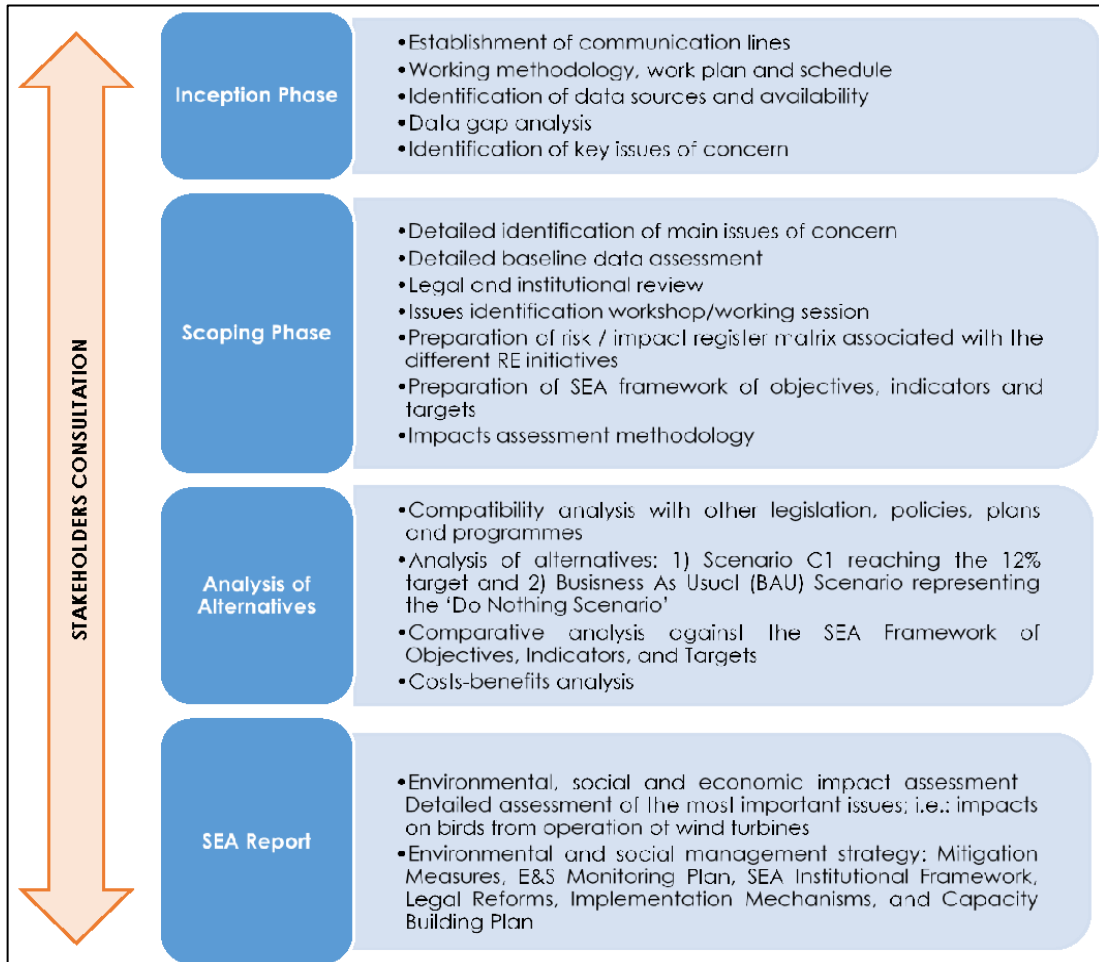 STAKEHOLDERS CONSULTATION
Inception Phase
•Establishment of communication lines
•Working methodology, work plan and schedule
•Identification of data sources and availability
•Data gap analysis
•Identification of key issues of concern
Scoping Phase
•Detailed identification of main issues of concern
•Detailed baseline data assessment
•Legal and institutional review
•Issues identification workshop/working session
•Preparation of risk / impact register matrix associated with the
different RE initiatives
•Preparation of SEA framework of objectives, indicators and
targets
•Impacts assessment methodology
Analysis of
Alternatives
•Compatibility analysis with other legislation, policies, plans
and programmes
•Analysis of alternatives: 1) Scenario C1 reaching the 12%
target and 2) Busisness As Usual (BAU) Scenario representing
the 'Do Nothing Scenario'
•Comparative analysis against the SEA Framework of
Objectives, Indicators, and Targets
•Costs-benefits analysis
SEA Report
•Environmental, social and economic impact assessment
Detailed assessment of the most important issues; i.e.: impacts
on birds from operation of wind turbines
•Environmental and social management strategy: Mitigation
Measures, E&S Monitoring Plan, SEA Institutional Framework,
Legal Reforms, Implementation Mechanisms, and Capacity
Building Plan